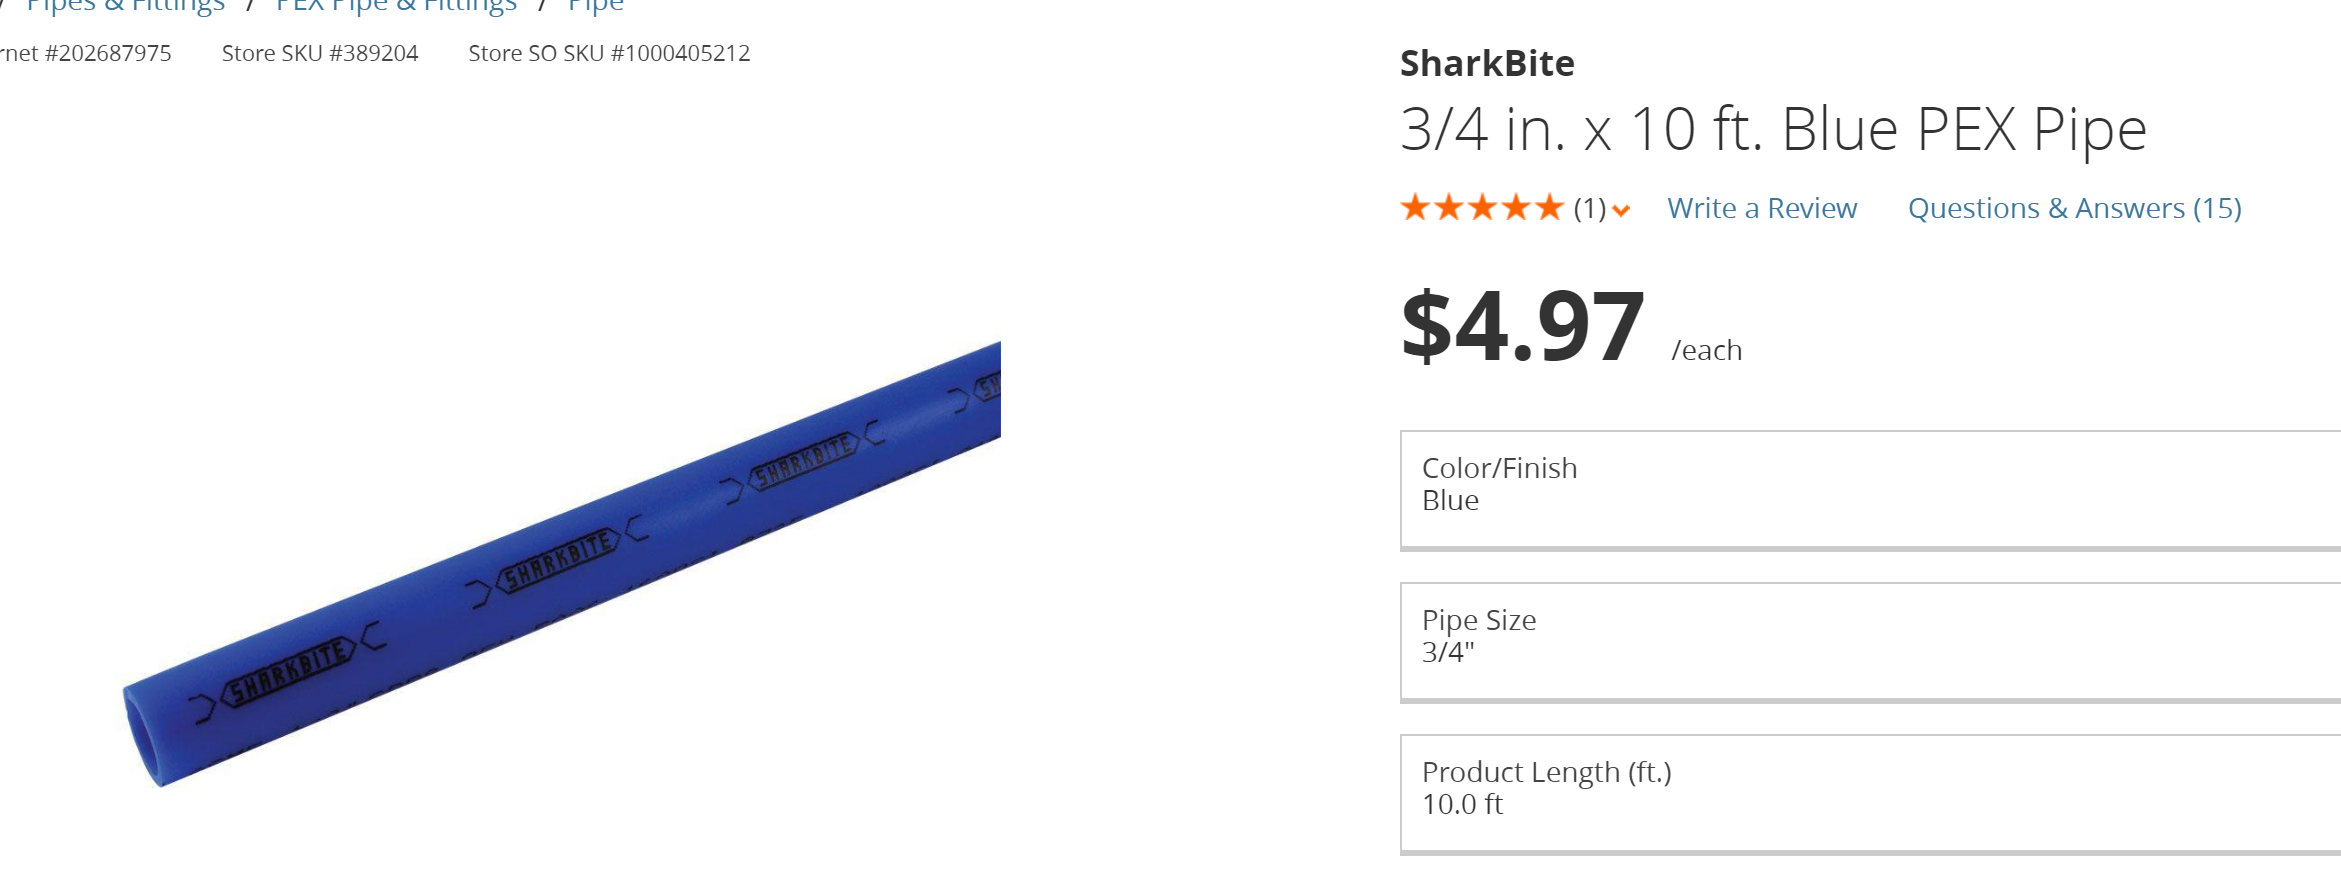 / Pipes & Fittings / PEX Pipe & Fittings / Pipe
rnet #202687975 Store SKU #389204 Store SO SKU #1000405212
SharkBite
3/4 in. x 10 ft. Blue PEX Pipe
(1) Write a Review Questions & Answers (15)
$4.97 /each
Color/Finish
Blue
Pipe Size
3/4"
Product Length (ft.)
10.0 ft
SHARKBITE
SHARKBITE
SHARKBITE
SH